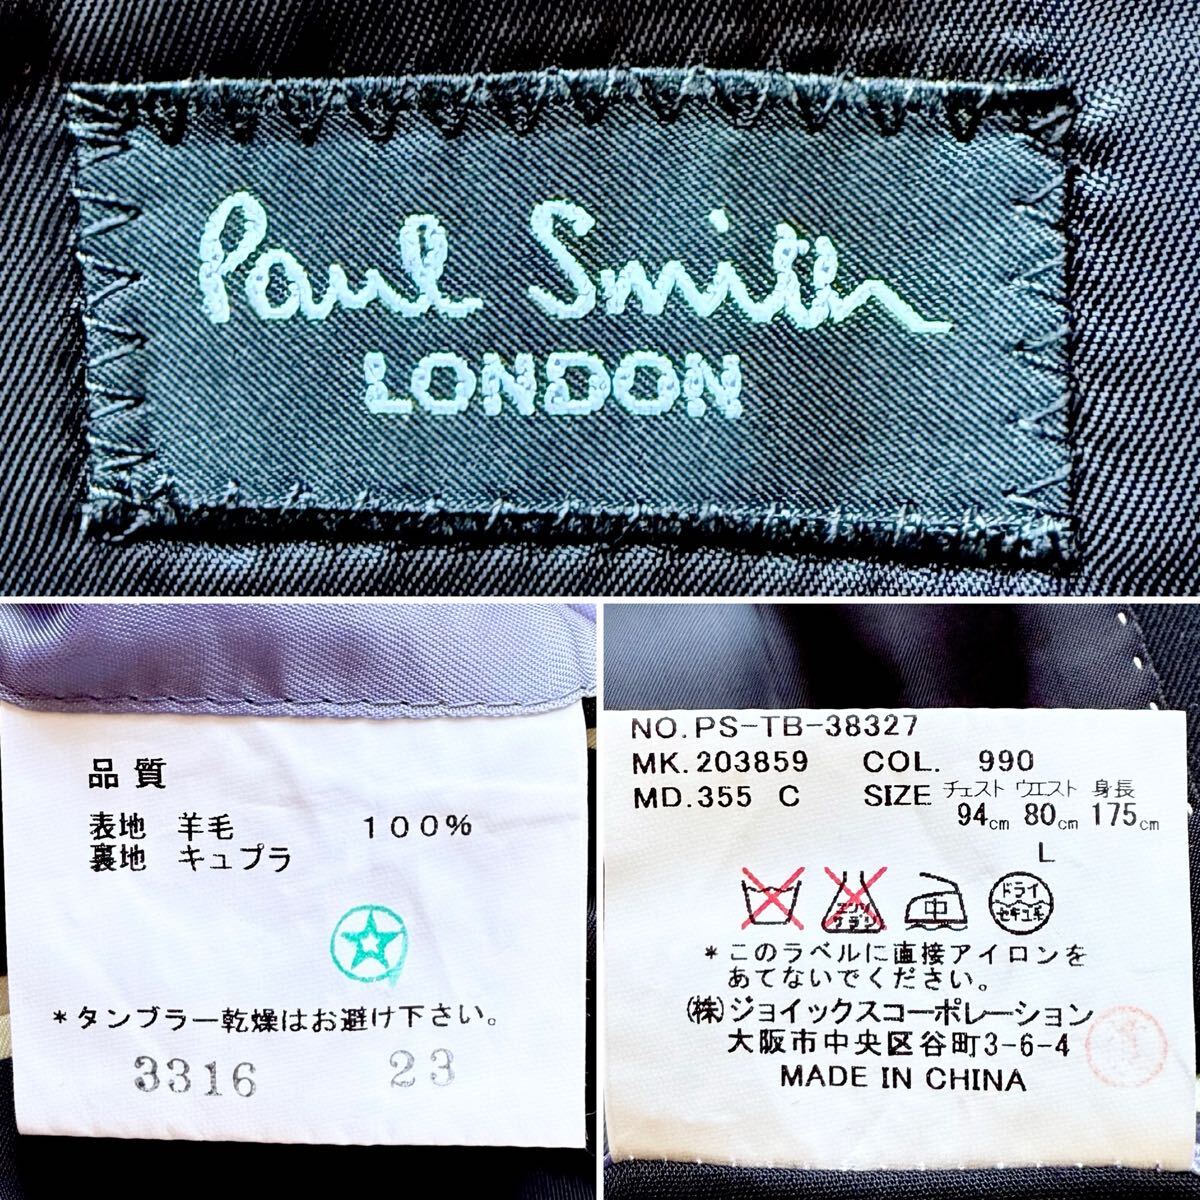 Paul Smith
LONDON
品質
表地 羊毛 100%
裏地 キュプラ
*タンブラー乾燥はお避け下さい。
3316 23
NO.PS-TB-38327
MK.203859 COL. 990
MD.355 C SIZE チェスト ウエスト 身長
94cm 80cm 175cm
L
エンソ サラシ 中 ドライ セキユ系
*このラベルに直接アイロンを
あてないでください。
(株)ジョイックスコーポレーション
大阪市中央区谷町3-6-4
MADE IN CHINA